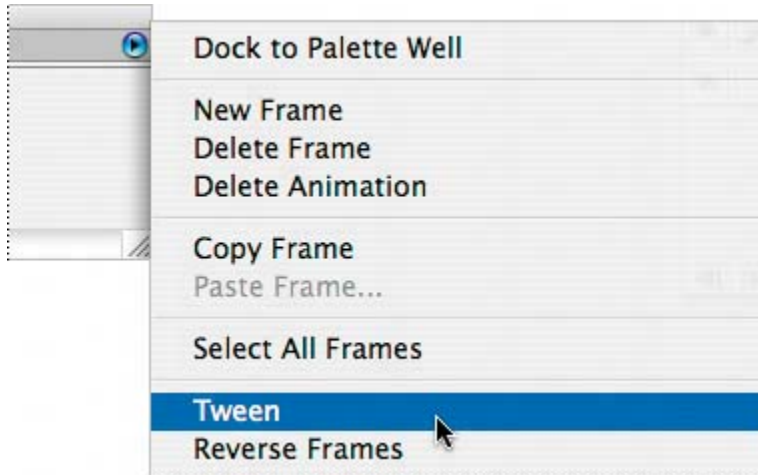 Dock to Palette Well
New Frame
Delete Frame
Delete Animation
Copy Frame
Paste Frame...
Select All Frames
Tween
Reverse Frames